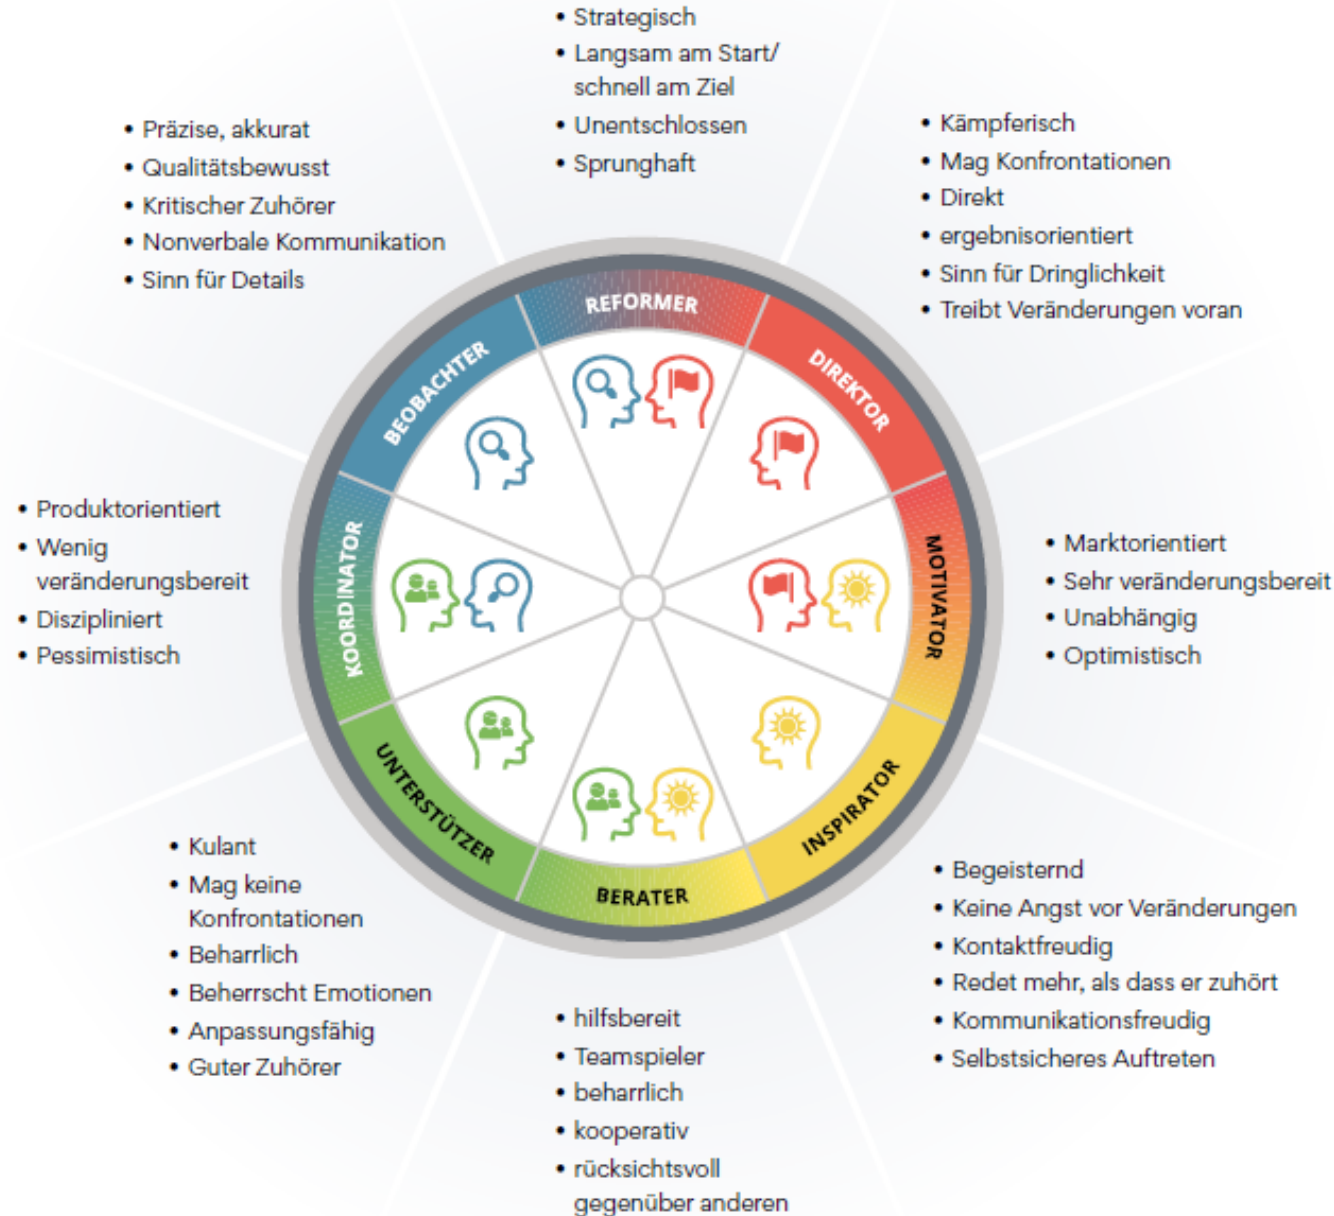 • Strategisch
• Langsam am Start/
schnell am Ziel
• Unentschlossen
• Sprunghaft
• Präzise, akkurat
• Qualitätsbewusst
• Kritischer Zuhörer
• Nonverbale Kommunikation
• Sinn für Details
• Kämpferisch
• Mag Konfrontationen
• Direkt
• ergebnisorientiert
• Sinn für Dringlichkeit
• Treibt Veränderungen voran
REFORMER
BEOBACHTER
DIREKTOR
• Produktorientiert
• Wenig
veränderungsbereit
• Diszipliniert
• Pessimistisch
KOORDINATOR
MOTIVATOR
• Marktorientiert
• Sehr veränderungsbereit
• Unabhängig
• Optimistisch
UNTERSTÜTZER
BERATER
INSPIRATOR
• Kulant
• Mag keine
Konfrontationen
• Beharrlich
• Beherrscht Emotionen
• Anpassungsfähig
• Guter Zuhörer
• hilfsbereit
• Teamspieler
• beharrlich
• kooperativ
• rücksichtsvoll
gegenüber anderen
• Begeisternd
• Keine Angst vor Veränderungen
• Kontaktfreudig
• Redet mehr, als dass er zuhört
• Kommunikationsfreudig
• Selbstsicheres Auftreten